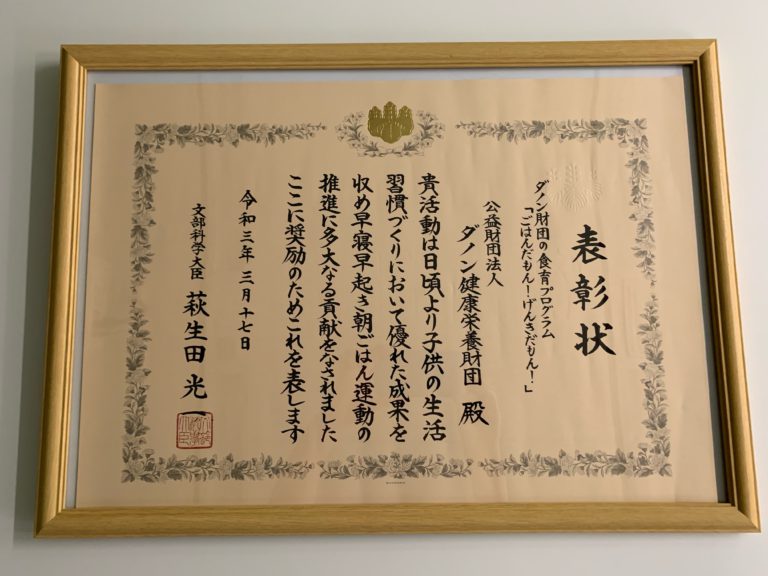 表彰状
ダノン財団の食育プログラム
「ごはんだもん！げんきだもん！」
公益財団法人
ダノン健康栄養財団 殿
貴活動は日頃より子供の生活
習慣づくりにおいて優れた成果を
収め早寝早起き朝ごはん運動の
推進に多大なる貢献をなされました
ここに奨励のためこれを表します
令和三年三月十七日
文部科学大臣 萩生田光一